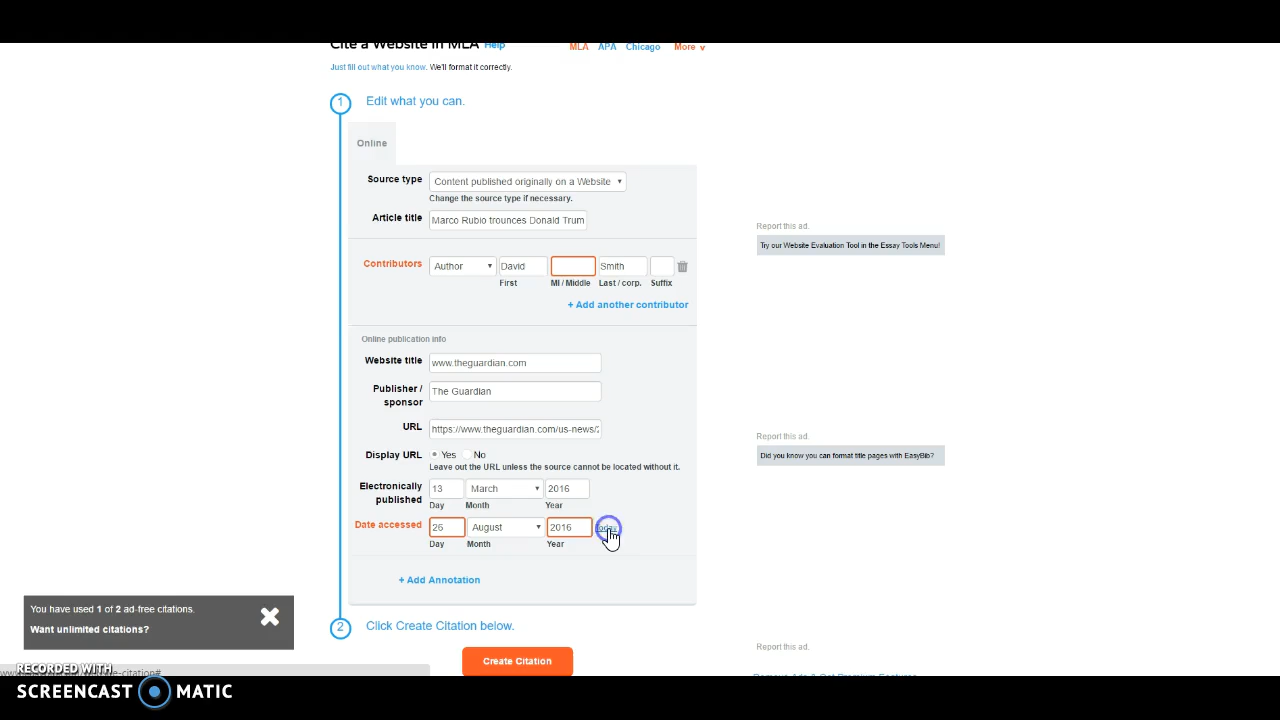 Cite a Website in MLA Help
MLA APA Chicago More v
Just fill out what you know. We'll format it correctly.
1 Edit what you can.
Online
Source type Content published originally on a Website
Change the source type if necessary.
Article title Marco Rubio trounces Donald Trum
Report this ad.
Try our Website Evaluation Tool in the Essay Tools Menu!
Contributors Author David Smith
First MI / Middle Last / corp. Suffix
+ Add another contributor
Online publication info
Website title www.theguardian.com
Publisher / sponsor The Guardian
URL https://www.theguardian.com/us-news/2
Report this ad.
Did you know you can format title pages with EasyBib?
Display URL Yes No
Leave out the URL unless the source cannot be located without it.
Electronically published 13 March 2016
Day Month Year
Date accessed 26 August 2016 Today
Day Month Year
+ Add Annotation
You have used 1 of 2 ad-free citations.
Want unlimited citations?
2 Click Create Citation below.
Report this ad.
Create Citation
RECORDED WITH
SCREENCAST MATIC